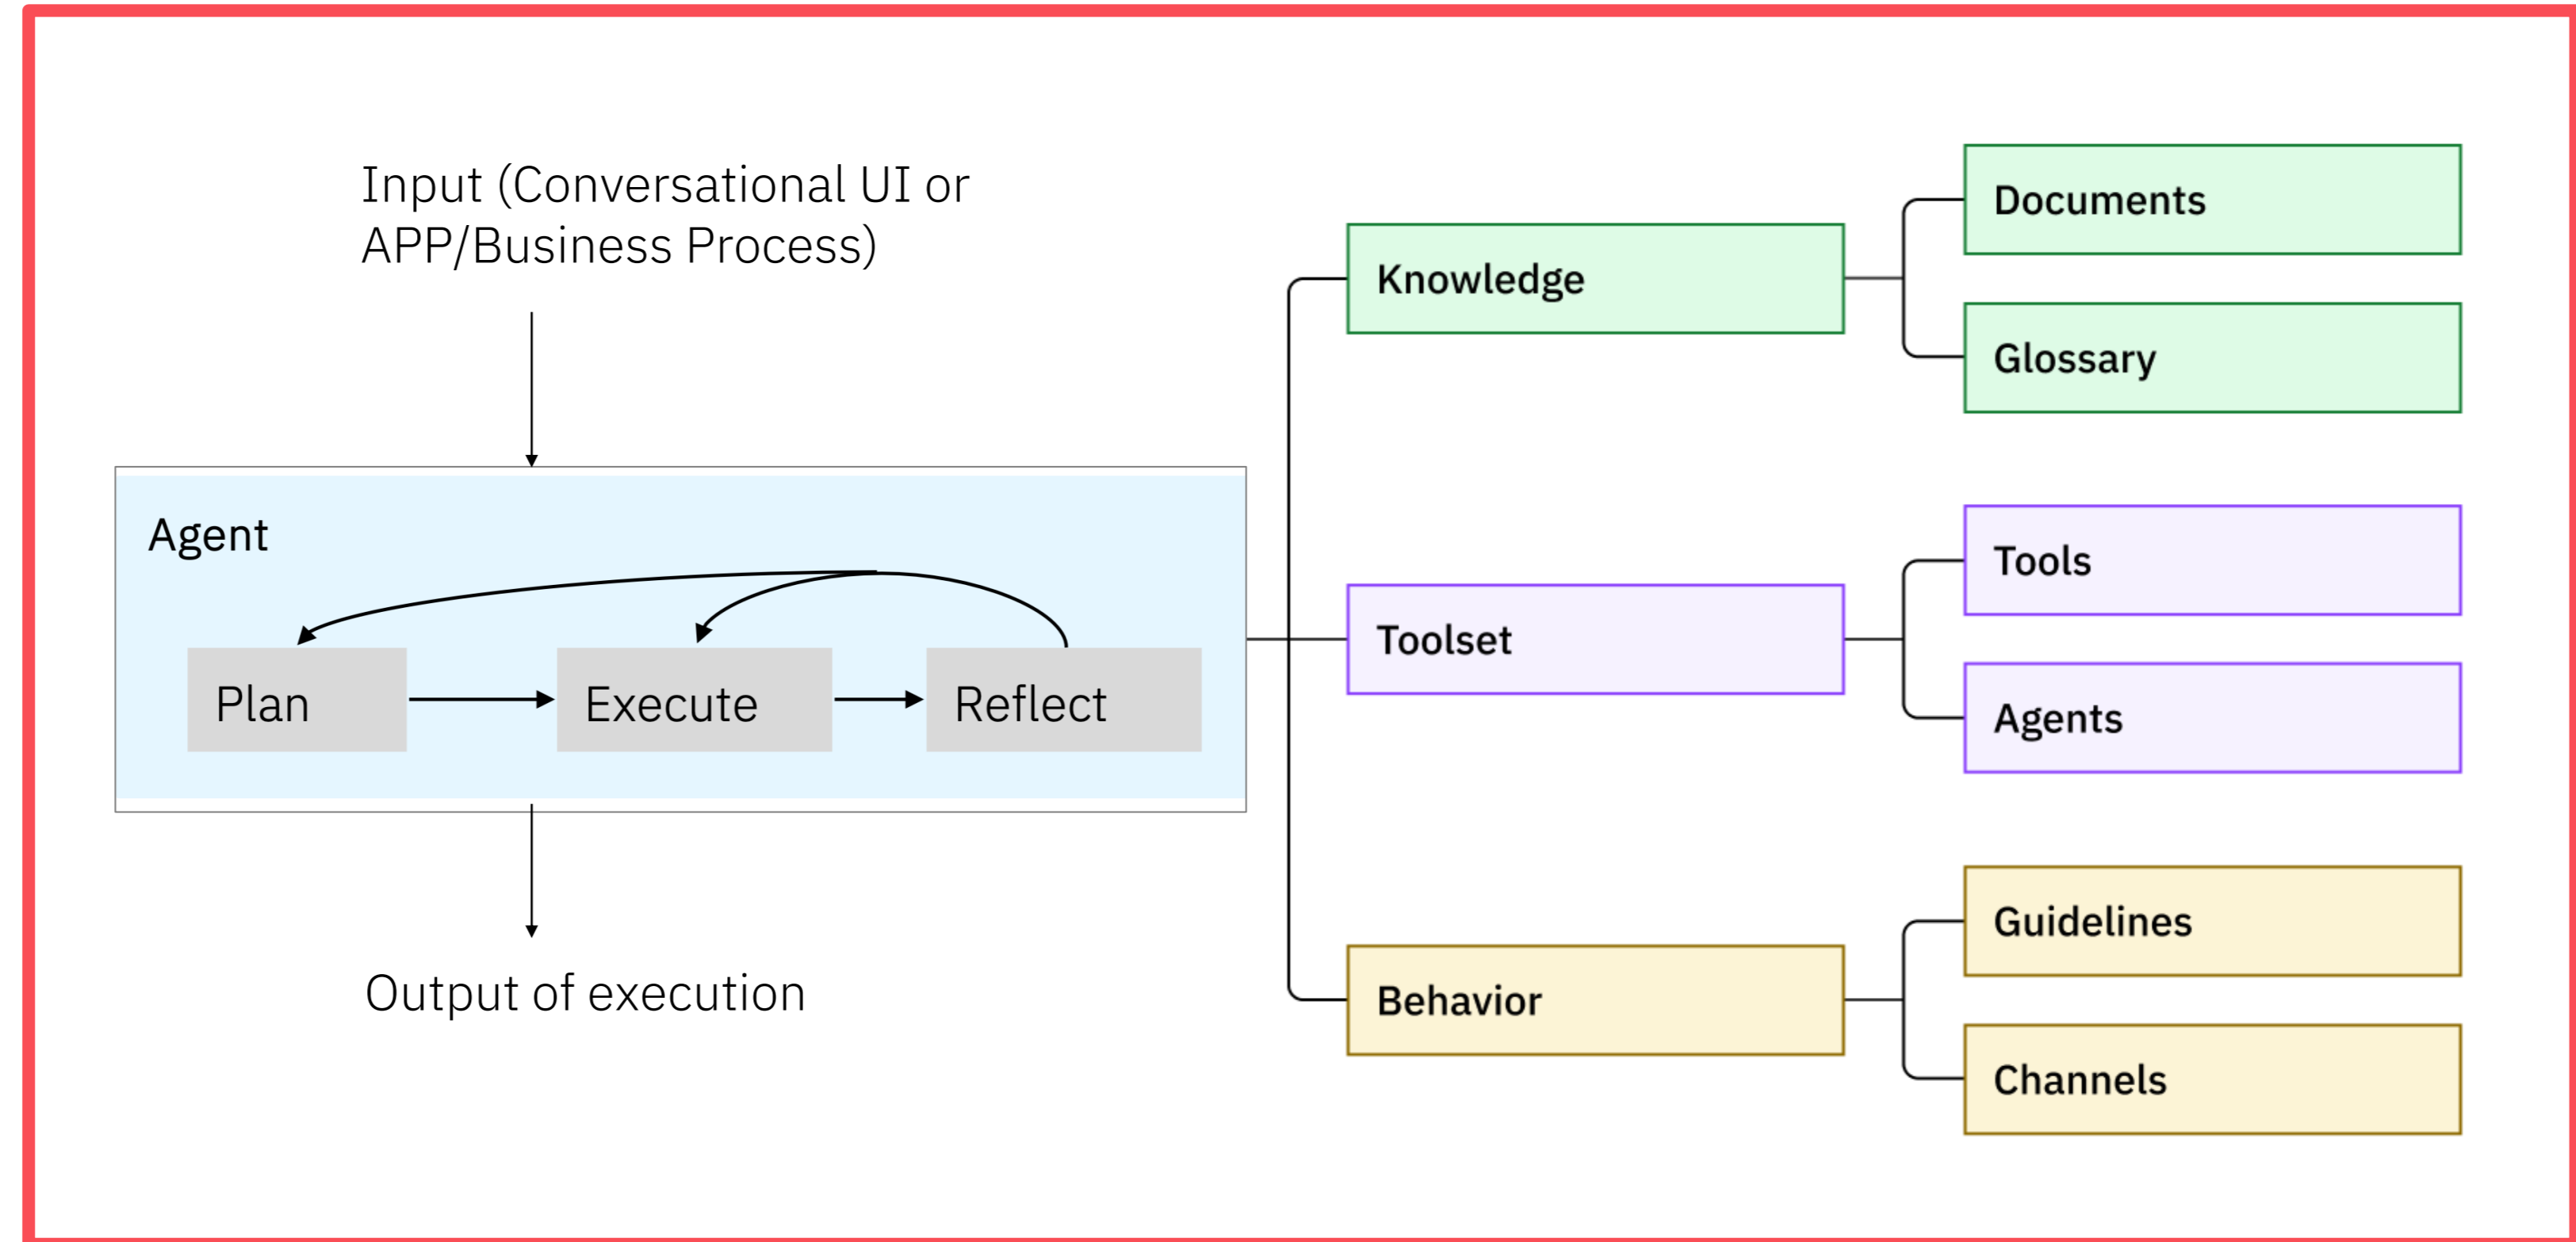 Input (Conversational UI or
APP/Business Process)
Agent
Plan
Execute
Reflect
Output of execution
Knowledge
Documents
Glossary
Toolset
Tools
Agents
Behavior
Guidelines
Channels